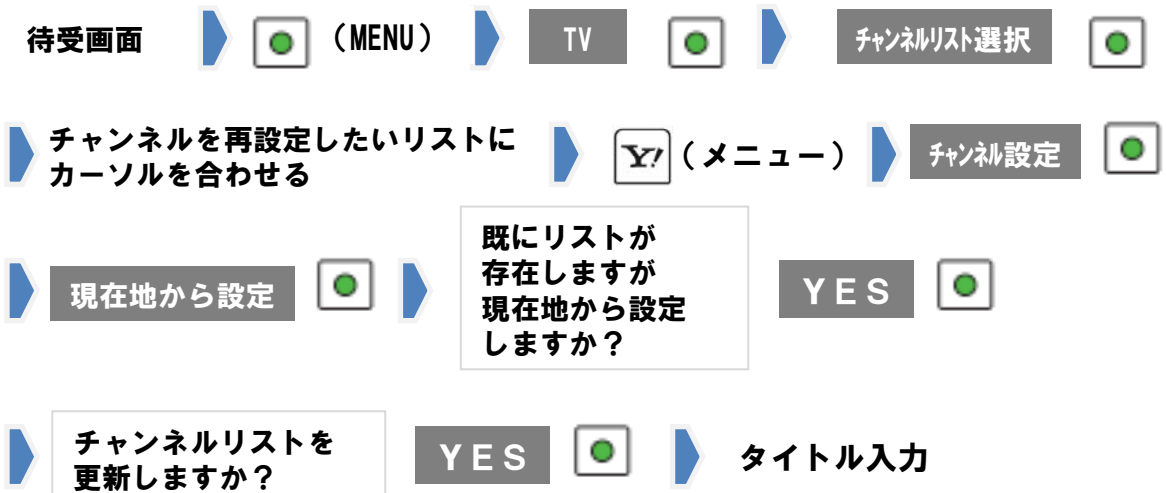 待受画面 （MENU） TV チャンネルリスト選択
チャンネルを再設定したいリストに
カーソルを合わせる
Y! （メニュー） チャンネル設定
現在地から設定
既にリストが
存在しますが
現在地から設定
しますか？
ＹＥＳ
チャンネルリストを
更新しますか？
ＹＥＳ タイトル入力